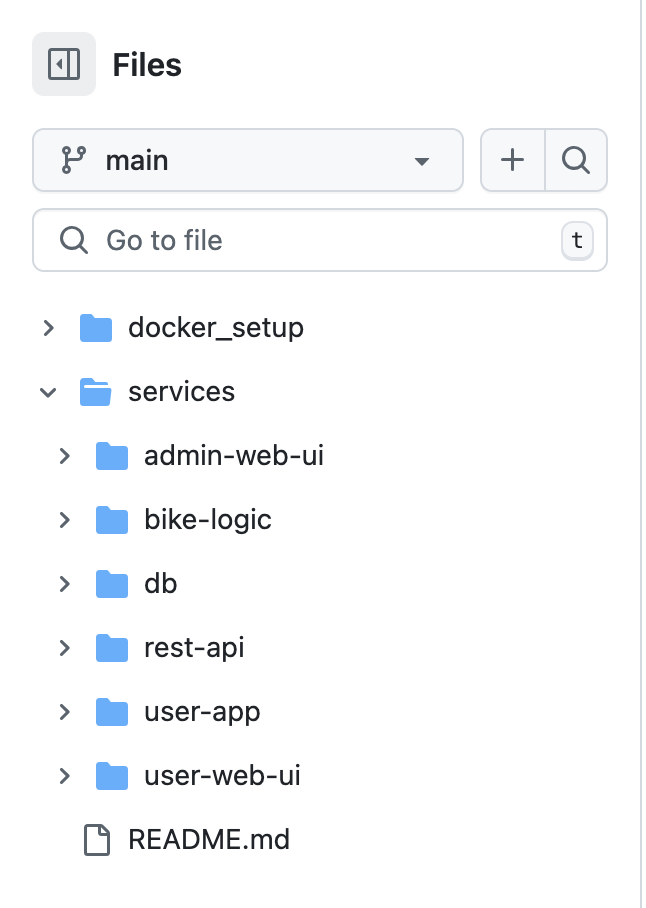 Files
main
Go to file t
docker_setup
services
admin-web-ui
bike-logic
db
rest-api
user-app
user-web-ui
README.md